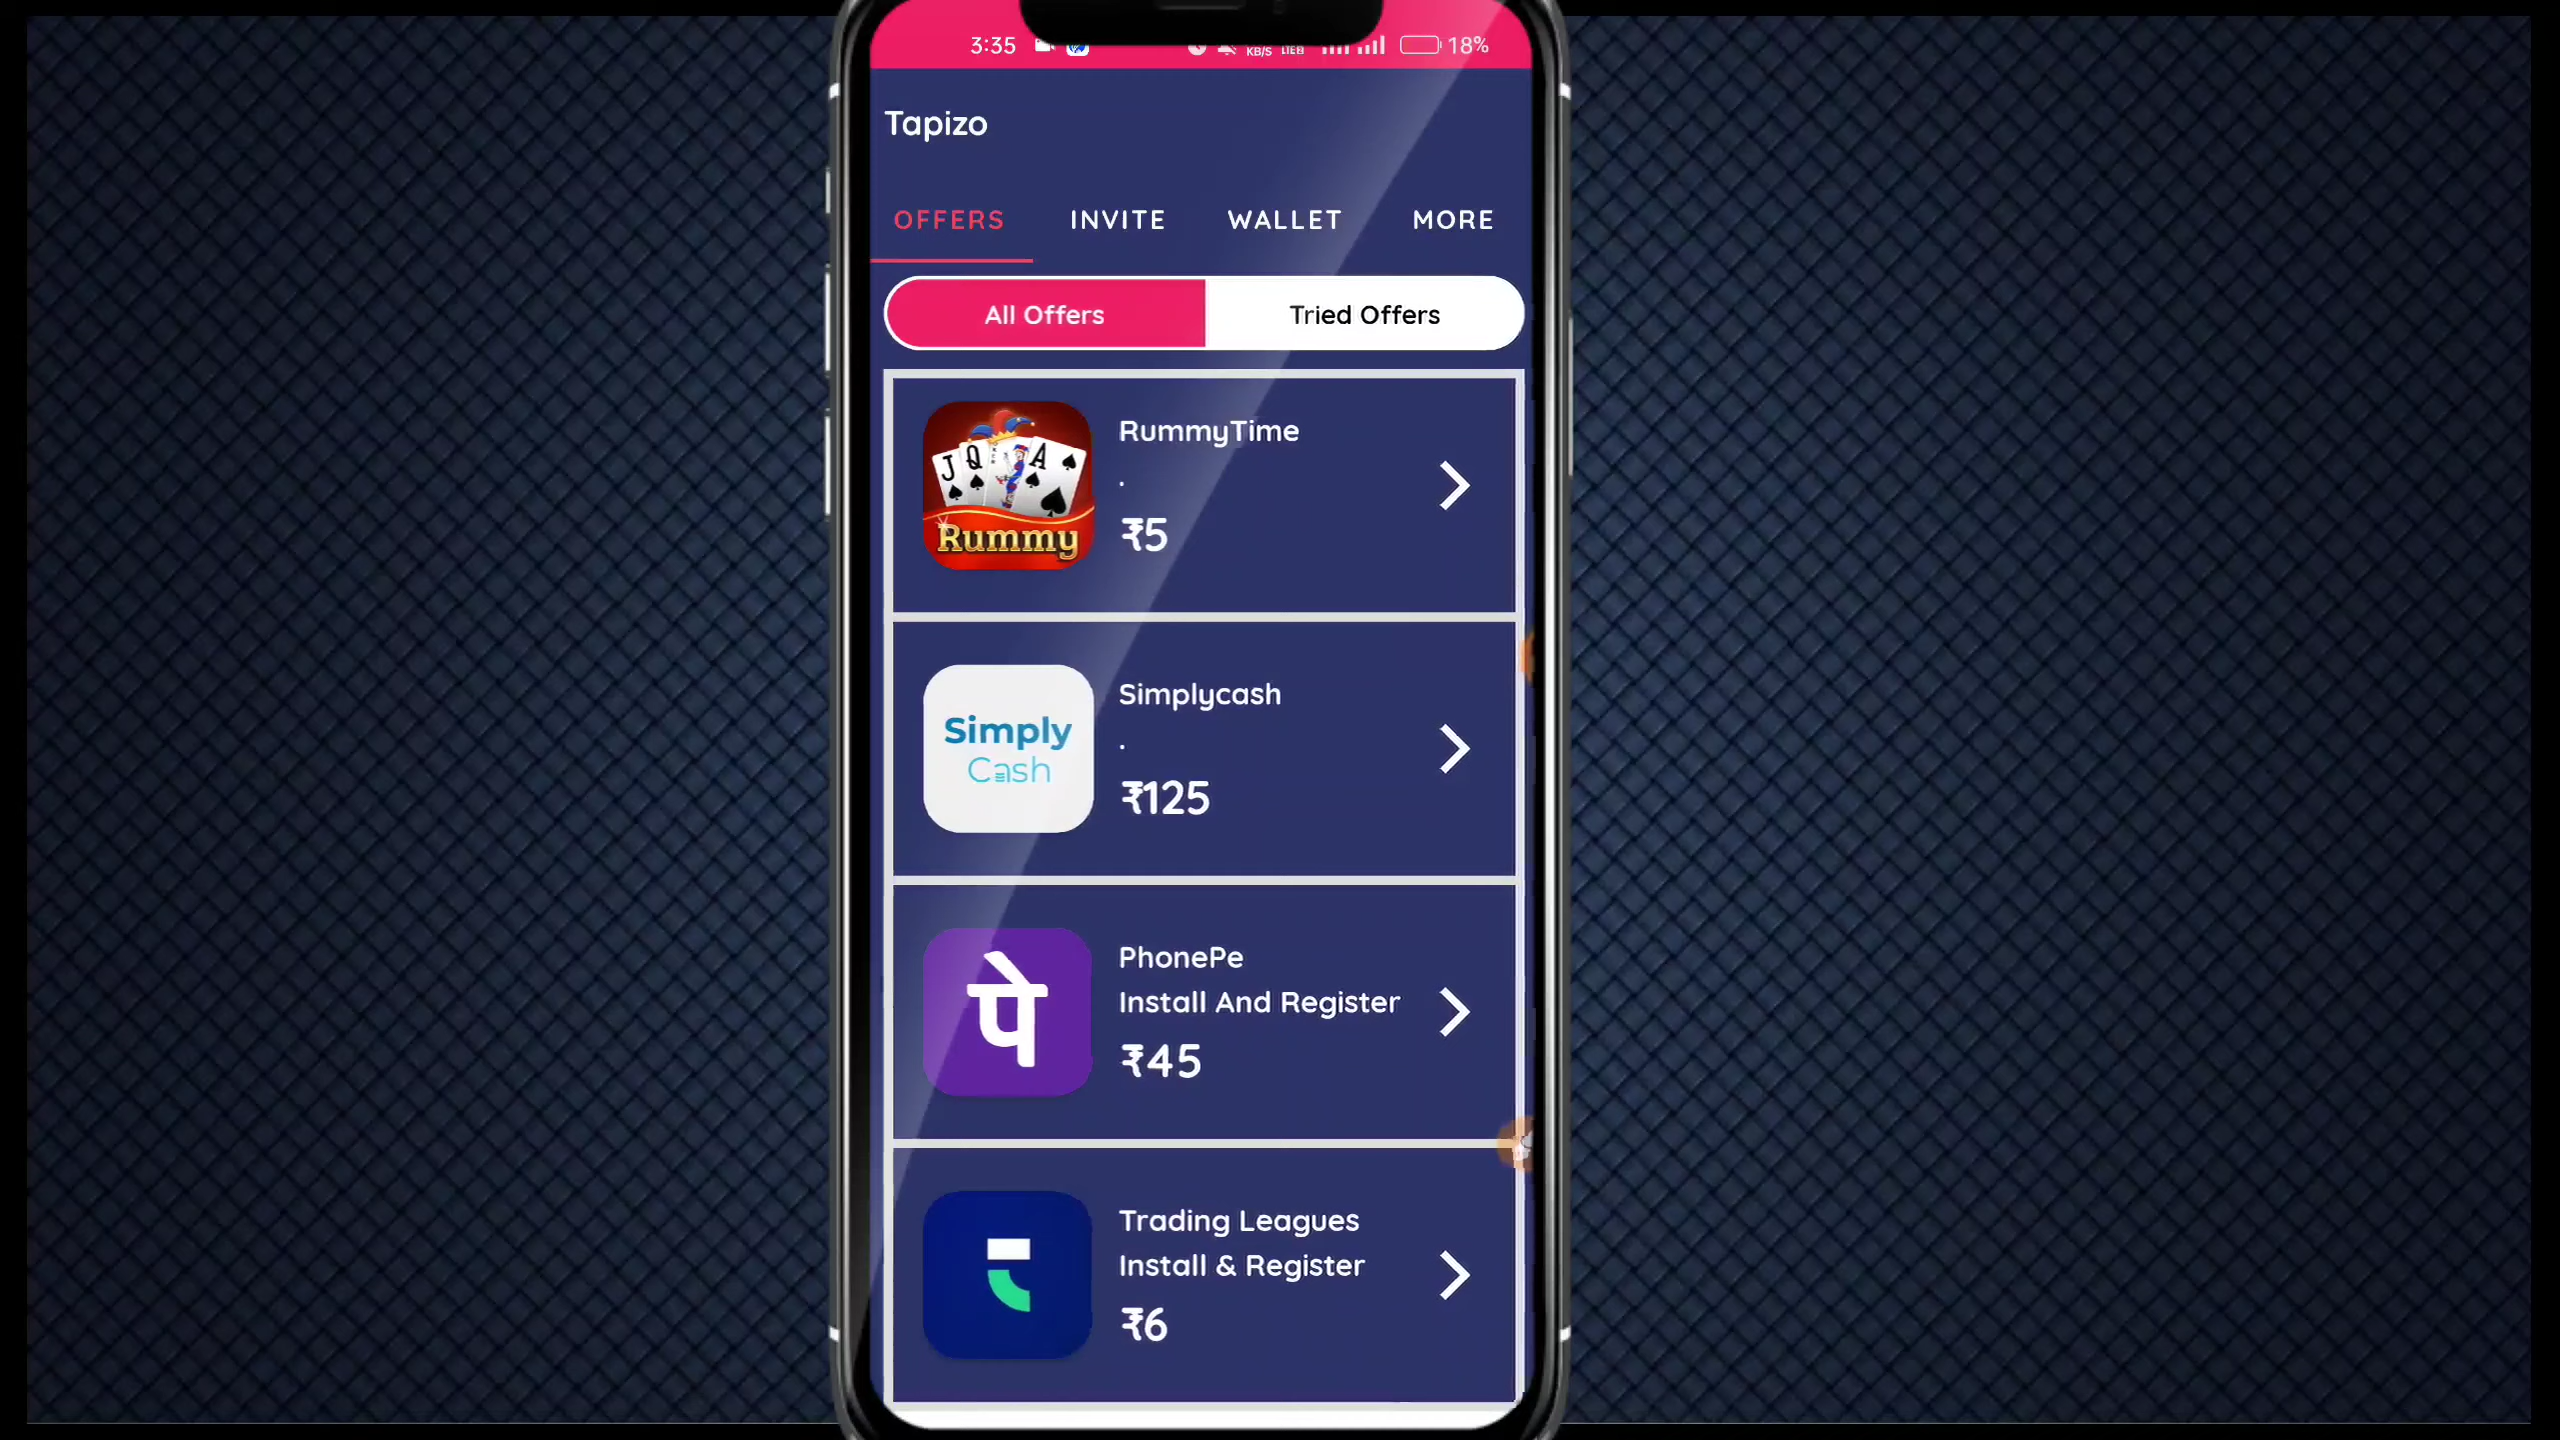 3:35
KB/S
18%
Tapizo
OFFERS INVITE WALLET MORE
All Offers Tried Offers
J Q A
Rummy
RummyTime
.
₹5
Simply
Cash
Simplycash
.
₹125
पे
PhonePe
Install And Register
₹45
Trading Leagues
Install & Register
₹6